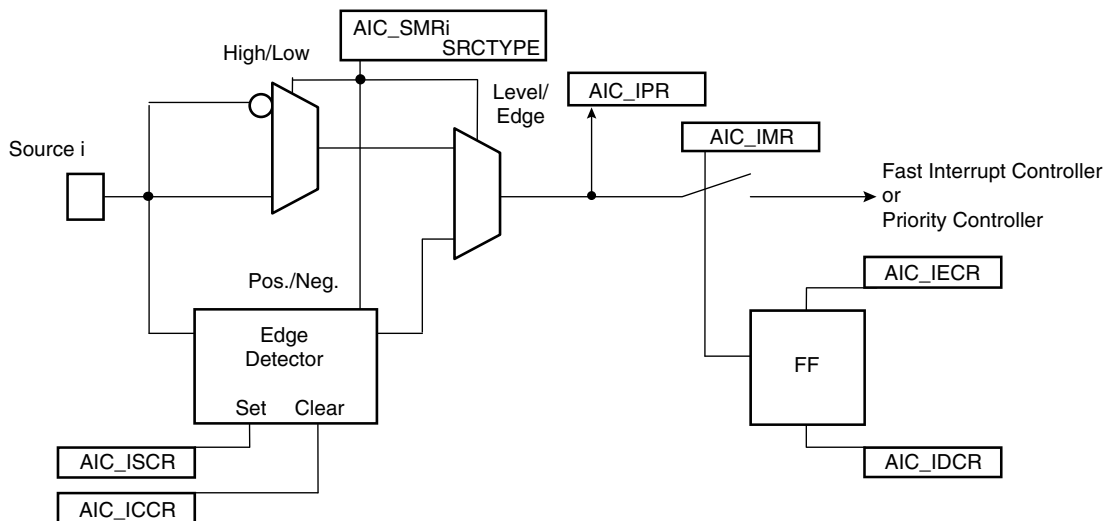 AIC_SMRi
SRCTYPE
High/Low
Level/
Edge
AIC_IPR
AIC_IMR
Source i
Fast Interrupt Controller
or
Priority Controller
Pos./Neg.
AIC_IECR
Edge
Detector
FF
Set Clear
AIC_ISCR
AIC_IDCR
AIC_ICCR